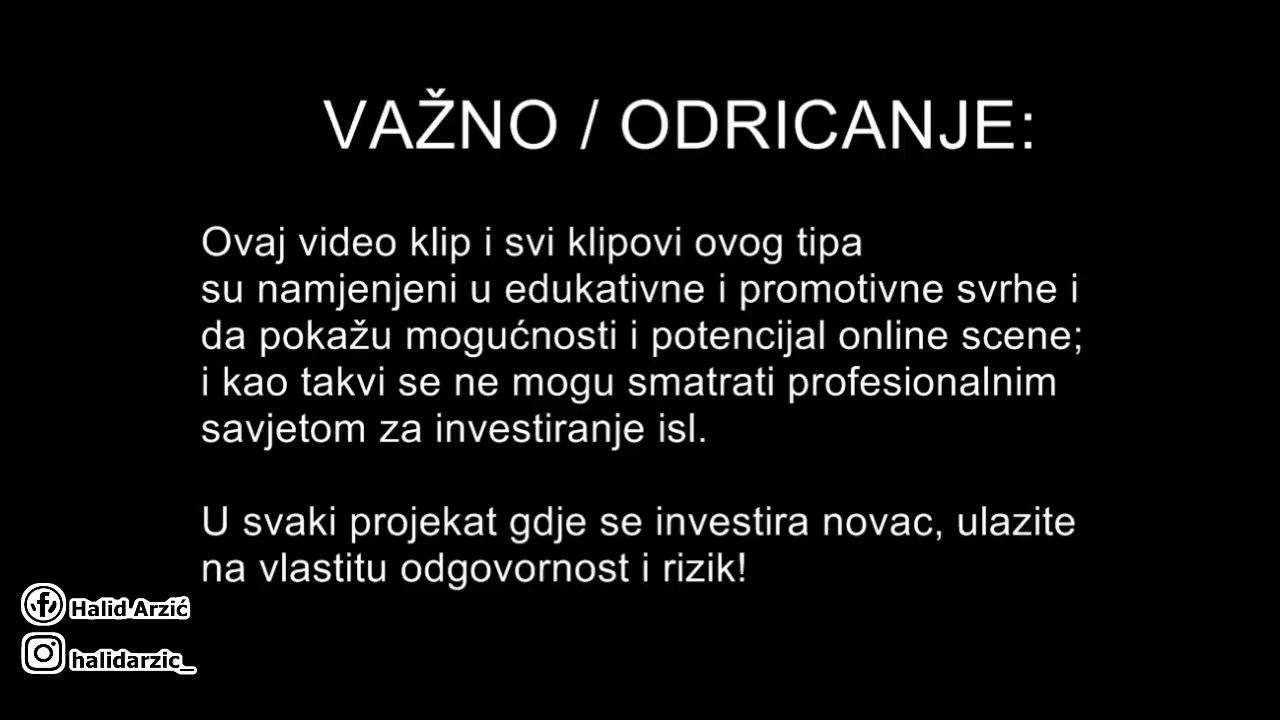 VAŽNO / ODRICANJE:
Ovaj video klip i svi klipovi ovog tipa
su namjenjeni u edukativne i promotivne svrhe i
da pokažu mogućnosti i potencijal online scene;
i kao takvi se ne mogu smatrati profesionalnim
savjetom za investiranje isl.
U svaki projekat gdje se investira novac, ulazite
na vlastitu odgovornost i rizik!
Halid Arzić
halidarzic_